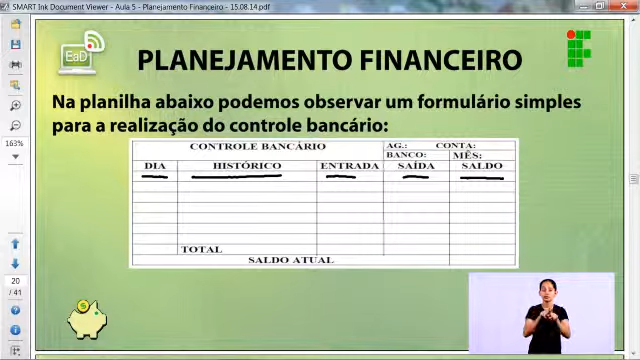 SMART Ink Document Viewer - Aula 5 - Planejamento Financeiro - 15.08.14.pdf
EaD
PLANEJAMENTO FINANCEIRO
Na planilha abaixo podemos observar um formulário simples
para a realização do controle bancário:
CONTROLE BANCÁRIO AG.: CONTA:
BANCO: MÊS:
DIA HISTÓRICO ENTRADA SAÍDA SALDO
TOTAL
SALDO ATUAL
163%
20
/ 41